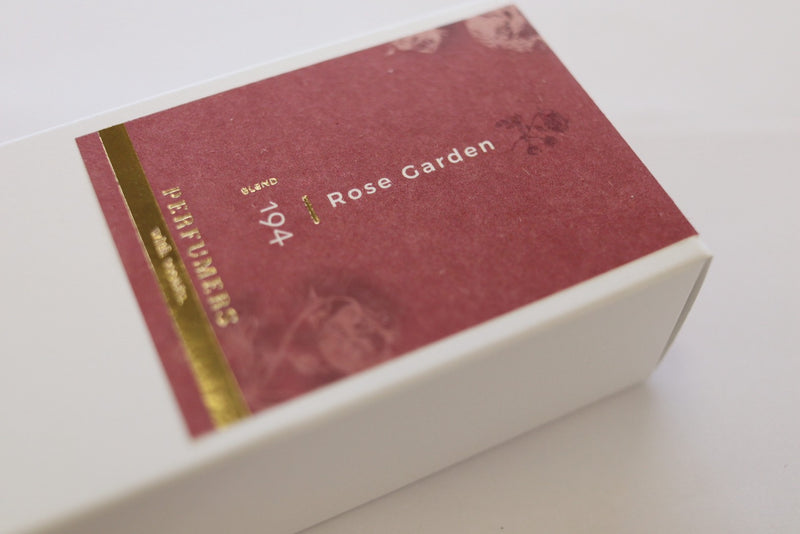 PERFUMERS
BLEND
194
Rose Garden